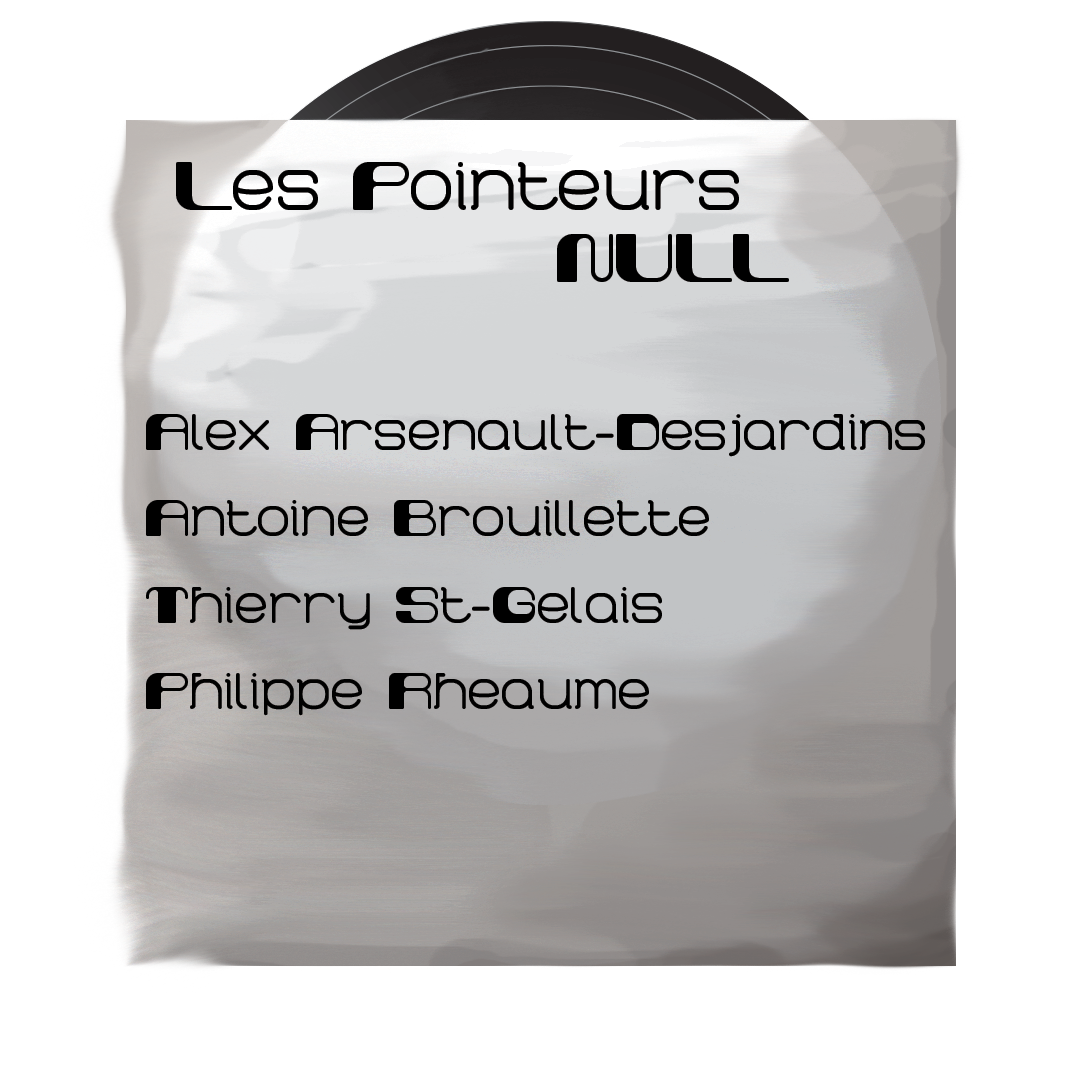 Les Pointeurs
NULL
Alex Arsenault-Desjardins
Antoine Brouillette
Thierry St-Gelais
Philippe Rheaume